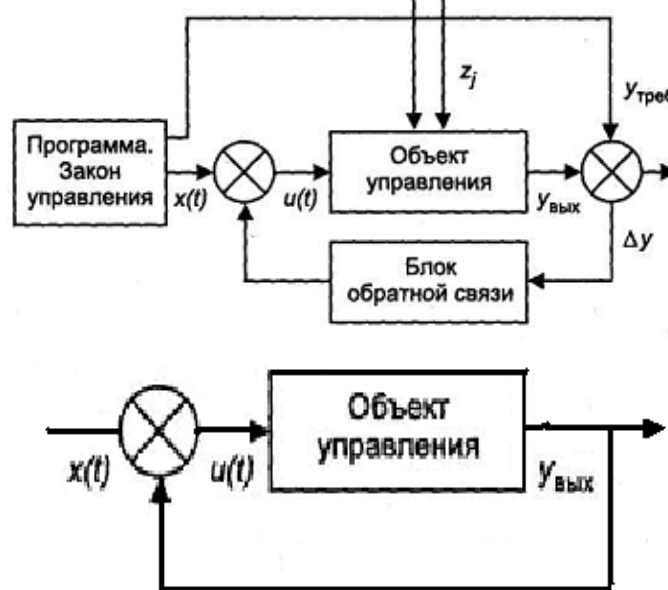 z_j
y_треб
Программа.
Закон
управления
x(t)
u(t)
Объект
управления
y_вых
Δy
Блок
обратной связи
x(t)
u(t)
Объект
управления
y_вых